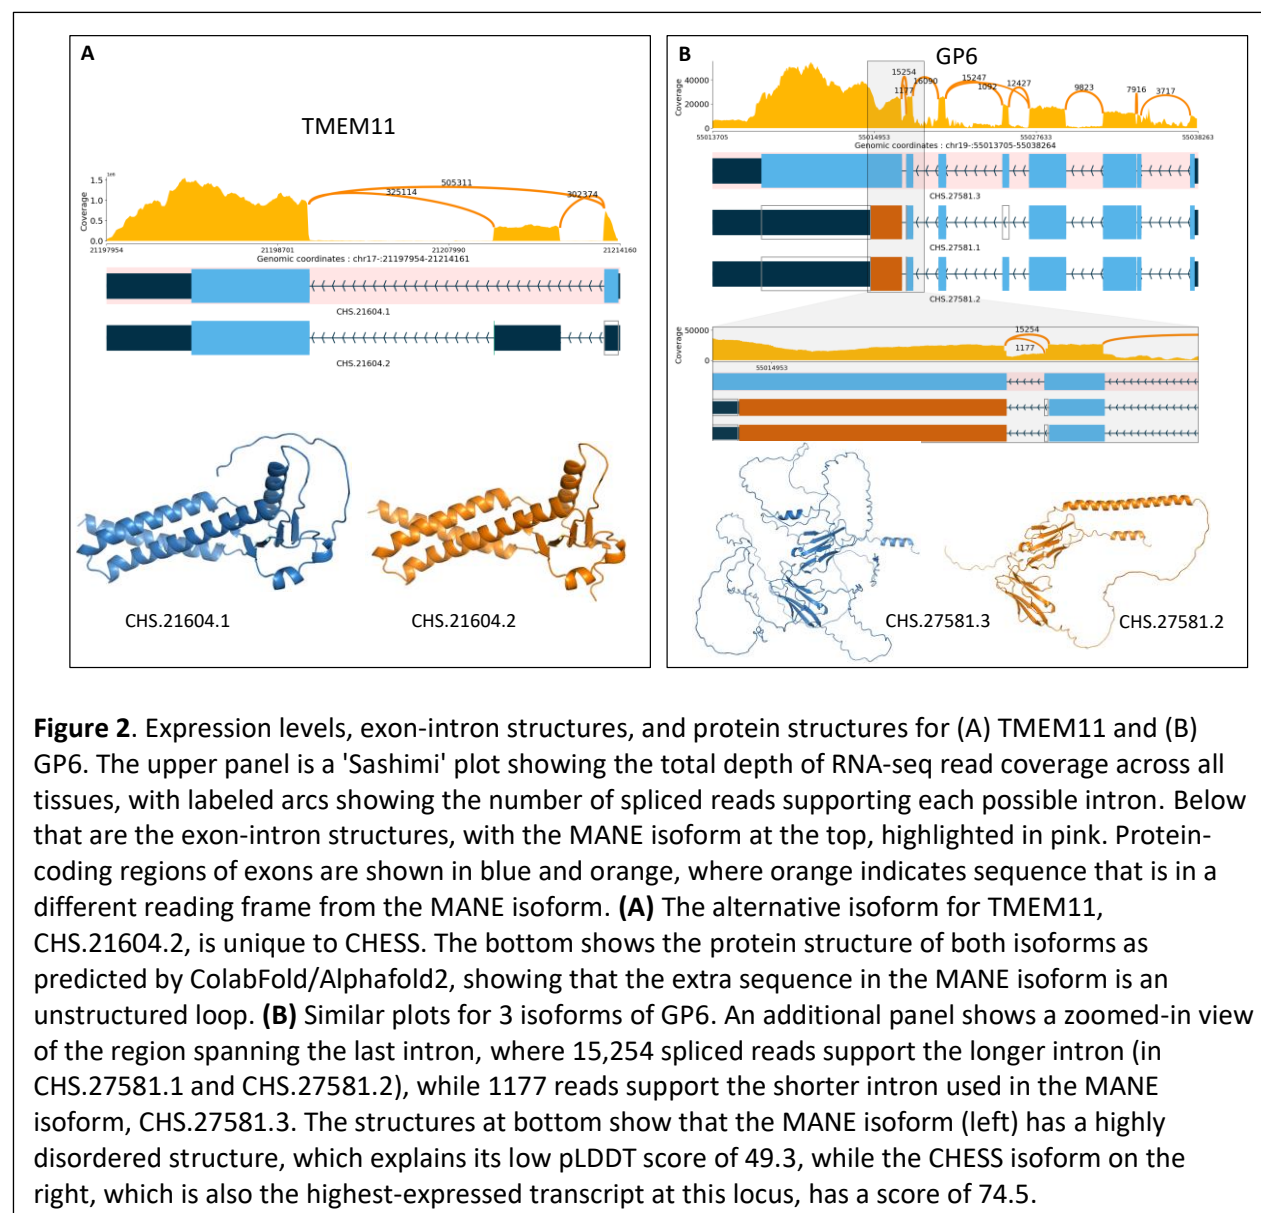 A
TMEM11
1e6
1.5
1.0
0.5
0.0
Coverage
505311
325114
302374
21197954
21198701
21207990
21214160
Genomic coordinates : chr17-:21197954-21214161
CHS.21604.1
CHS.21604.2
CHS.21604.1
CHS.21604.2
B
GP6
40000
20000
0
Coverage
15254
1177
16090
15247
1092
12427
9823
7916
3717
55013705
55014953
55027633
55038263
Genomic coordinates : chr19-:55013705-55038264
CHS.27581.3
CHS.27581.1
CHS.27581.2
50000
0
Coverage
15254
1177
55014953
CHS.27581.3
CHS.27581.2
Figure 2. Expression levels, exon-intron structures, and protein structures for (A) TMEM11 and (B)
GP6. The upper panel is a 'Sashimi' plot showing the total depth of RNA-seq read coverage across all
tissues, with labeled arcs showing the number of spliced reads supporting each possible intron. Below
that are the exon-intron structures, with the MANE isoform at the top, highlighted in pink. Protein-
coding regions of exons are shown in blue and orange, where orange indicates sequence that is in a
different reading frame from the MANE isoform. (A) The alternative isoform for TMEM11,
CHS.21604.2, is unique to CHESS. The bottom shows the protein structure of both isoforms as
predicted by ColabFold/Alphafold2, showing that the extra sequence in the MANE isoform is an
unstructured loop. (B) Similar plots for 3 isoforms of GP6. An additional panel shows a zoomed-in view
of the region spanning the last intron, where 15,254 spliced reads support the longer intron (in
CHS.27581.1 and CHS.27581.2), while 1177 reads support the shorter intron used in the MANE
isoform, CHS.27581.3. The structures at bottom show that the MANE isoform (left) has a highly
disordered structure, which explains its low pLDDT score of 49.3, while the CHESS isoform on the
right, which is also the highest-expressed transcript at this locus, has a score of 74.5.